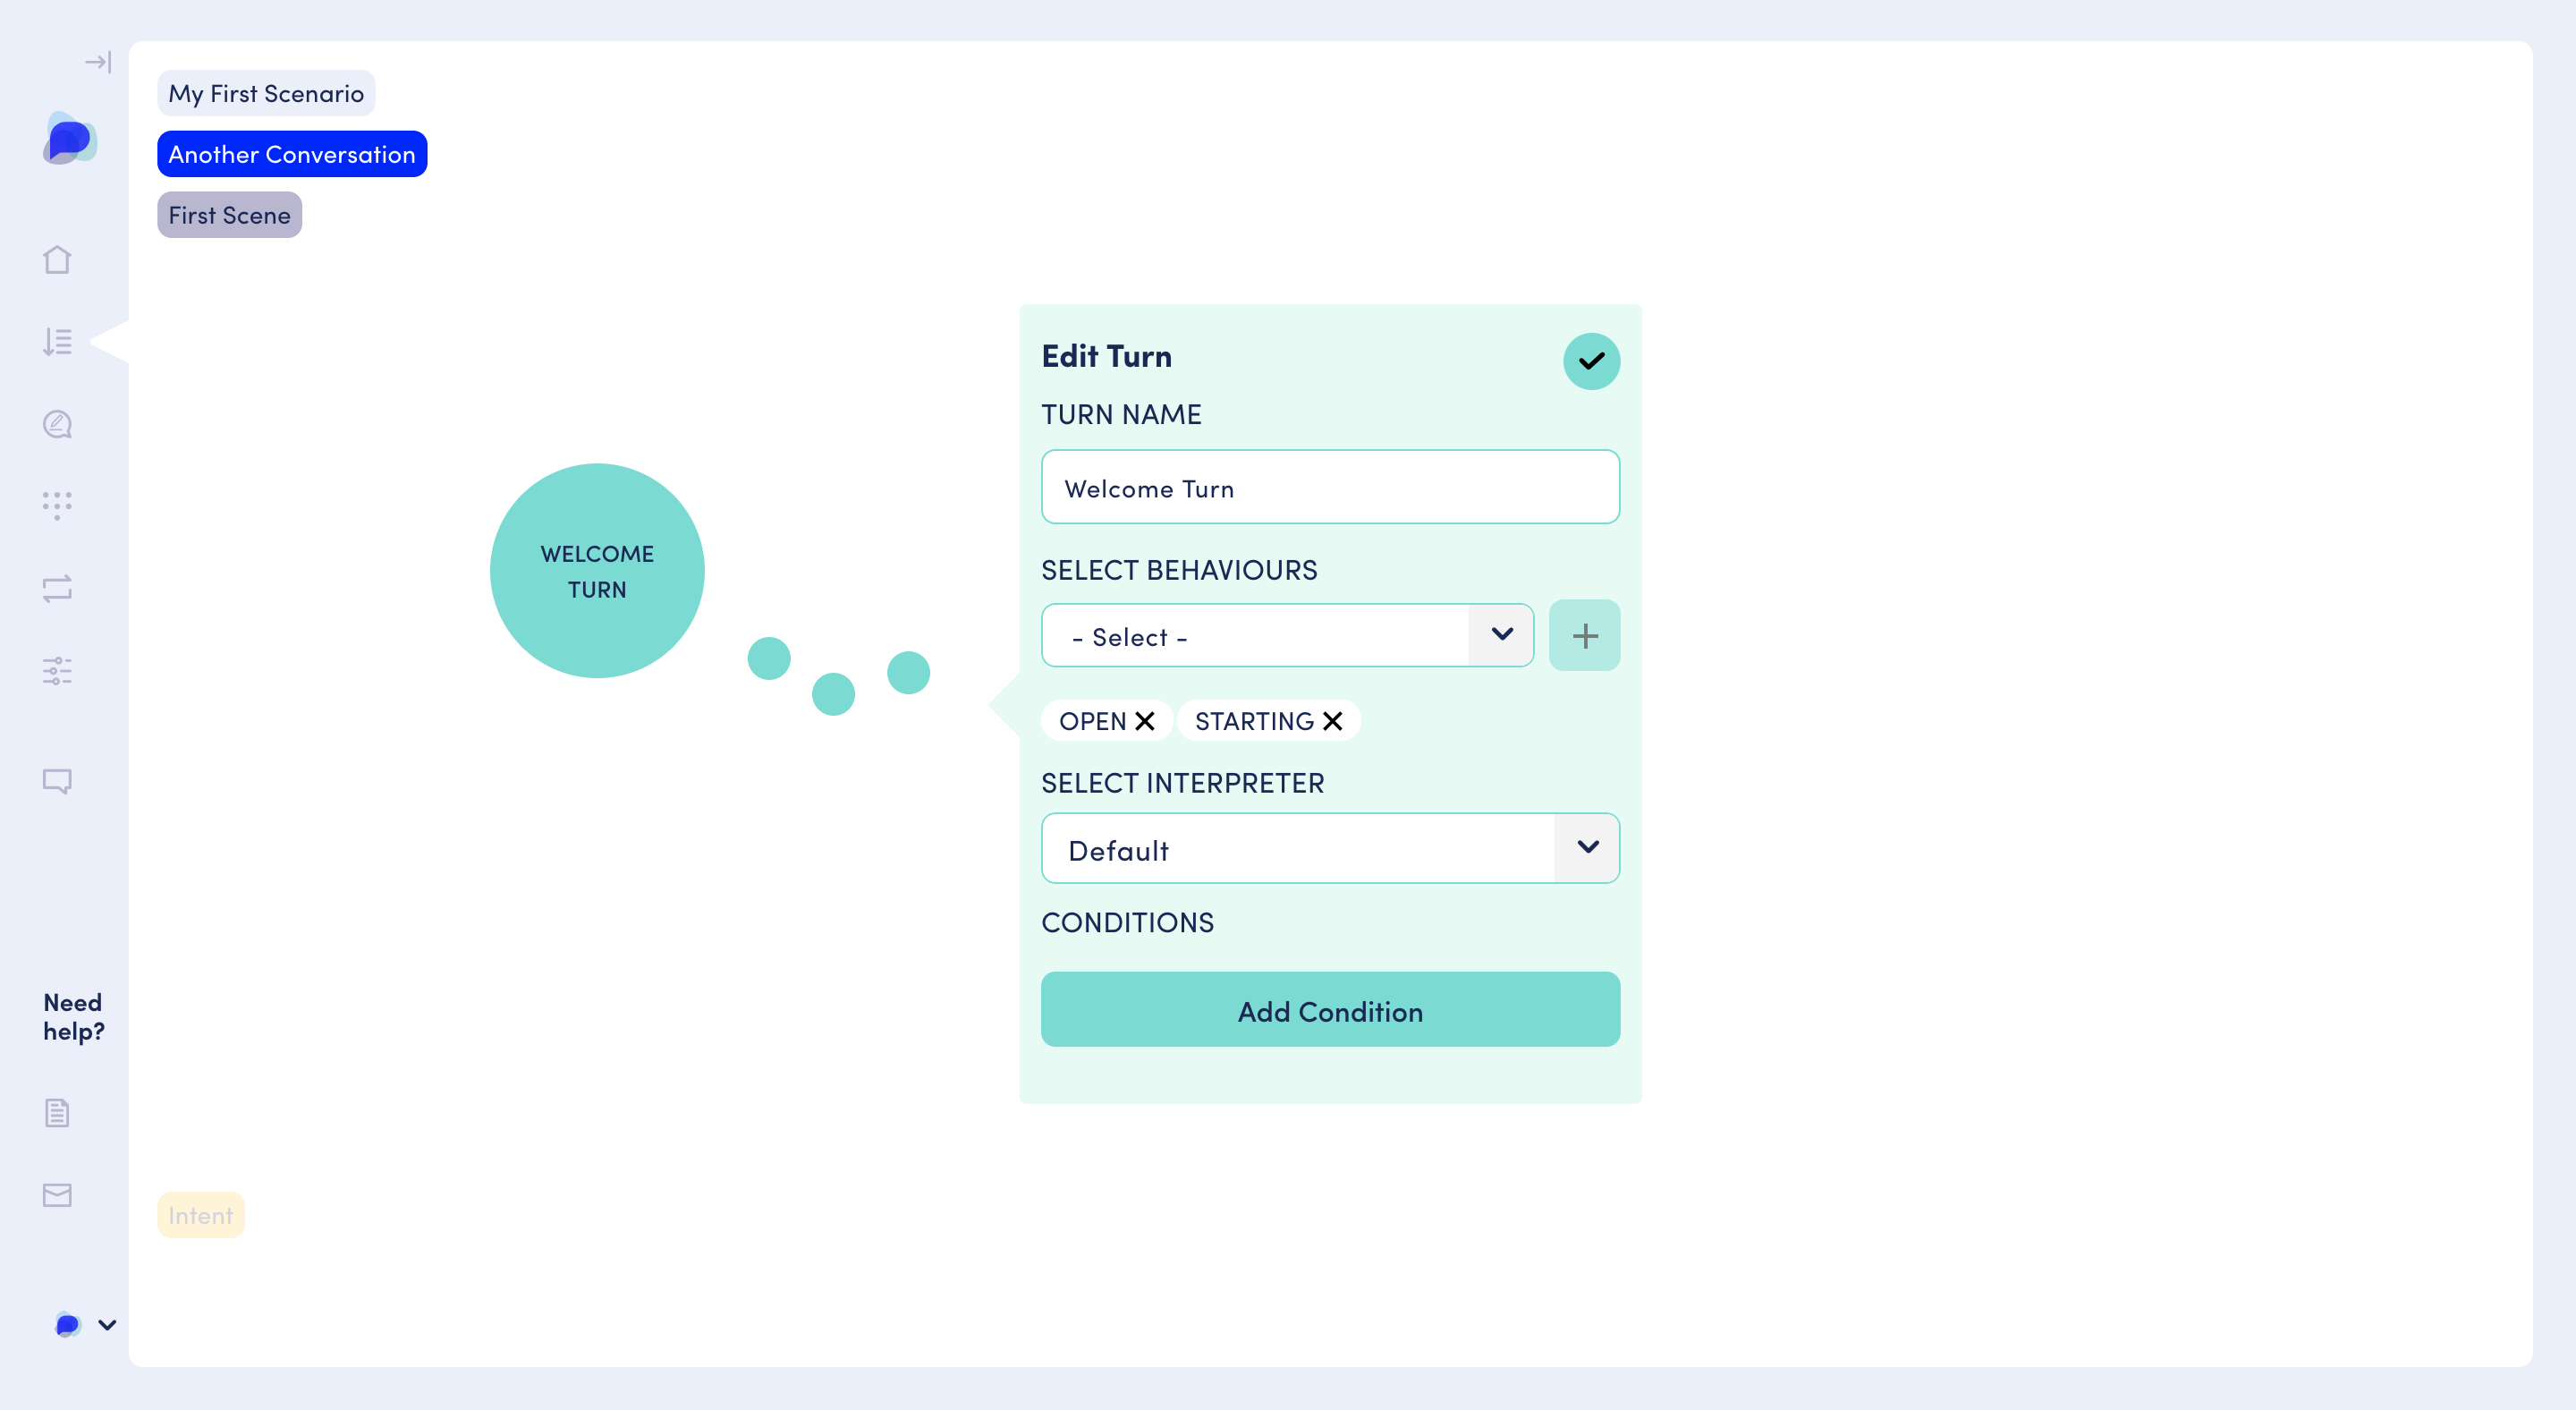 My First Scenario
Another Conversation
First Scene
WELCOME
TURN
Edit Turn
TURN NAME
Welcome Turn
SELECT BEHAVIOURS
- Select -
OPEN STARTING
SELECT INTERPRETER
Default
CONDITIONS
Add Condition
Need
help?
Intent